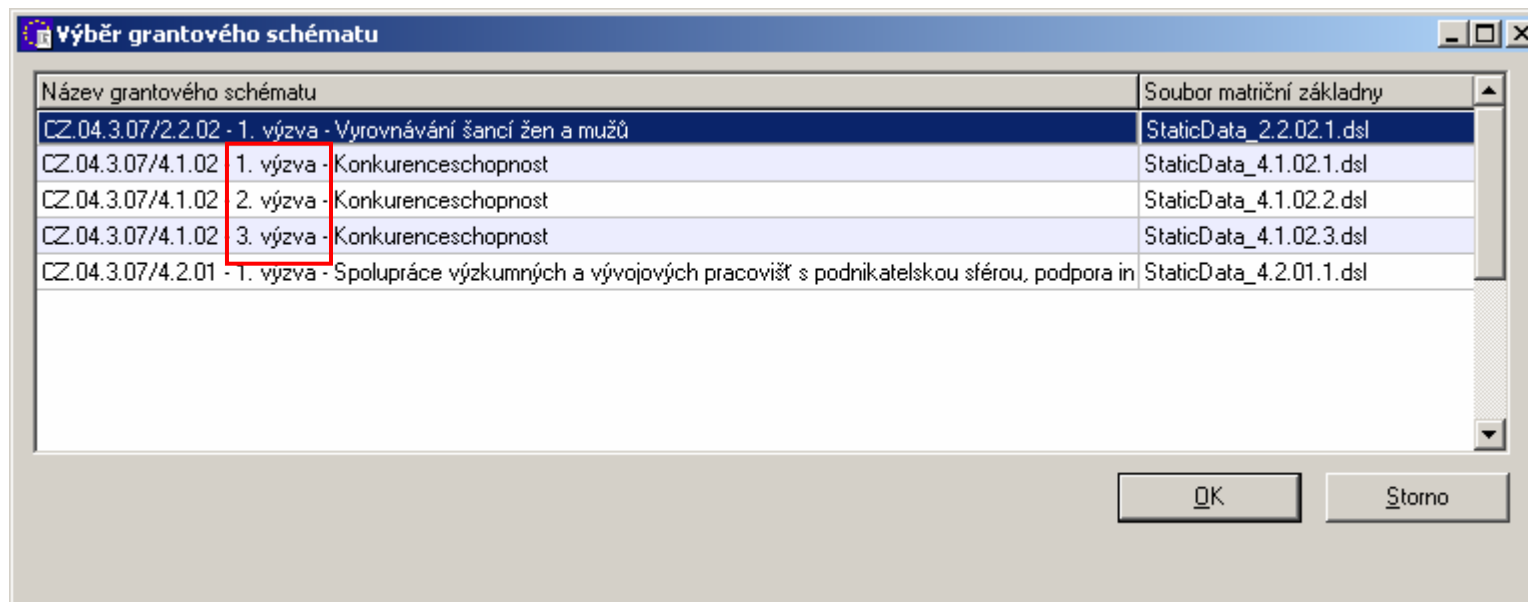 Výběr grantového schématu
Název grantového schématu Soubor matriční základny
CZ.04.3.07/2.2.02 - 1. výzva - Vyrovnávání šancí žen a mužů StaticData_2.2.02.1.dsl
CZ.04.3.07/4.1.02 - 1. výzva - Konkurenceschopnost StaticData_4.1.02.1.dsl
CZ.04.3.07/4.1.02 - 2. výzva - Konkurenceschopnost StaticData_4.1.02.2.dsl
CZ.04.3.07/4.1.02 - 3. výzva - Konkurenceschopnost StaticData_4.1.02.3.dsl
CZ.04.3.07/4.2.01 - 1. výzva - Spolupráce výzkumných a vývojových pracovišť s podnikatelskou sférou, podpora in StaticData_4.2.01.1.dsl
OK Storno